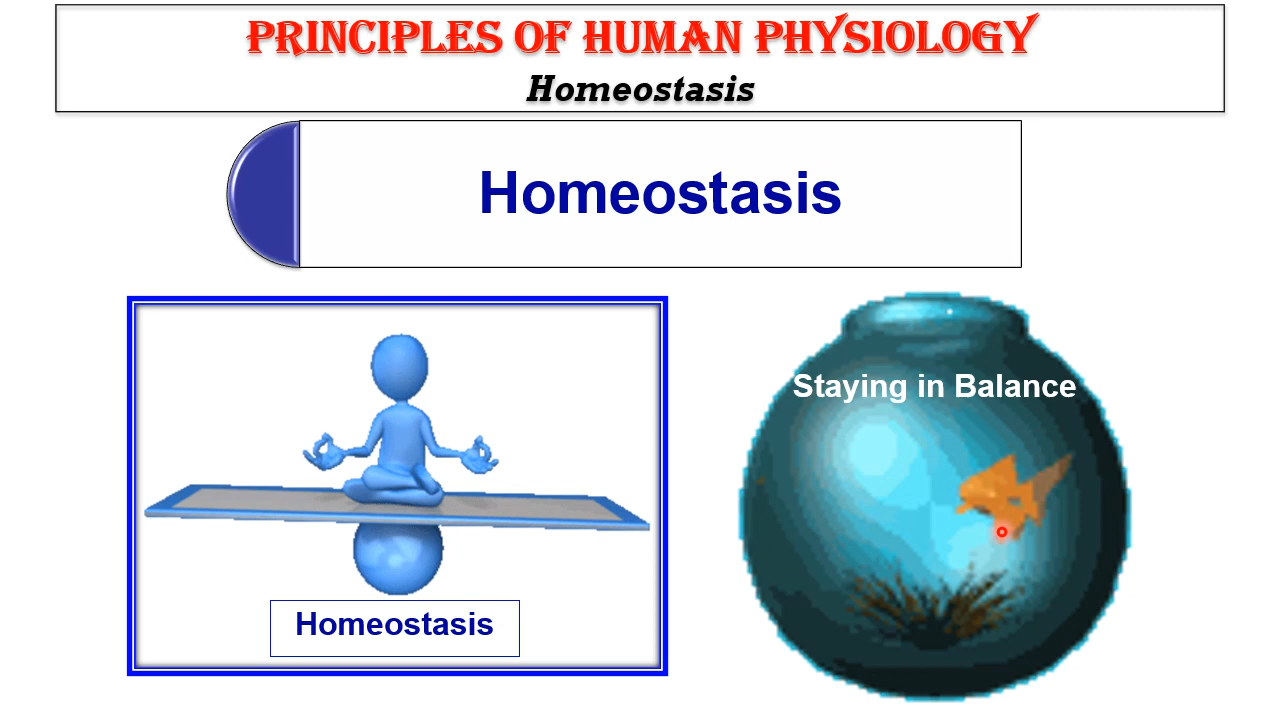 PRINCIPLES OF HUMAN PHYSIOLOGY
Homeostasis
Homeostasis
Staying in Balance
Homeostasis